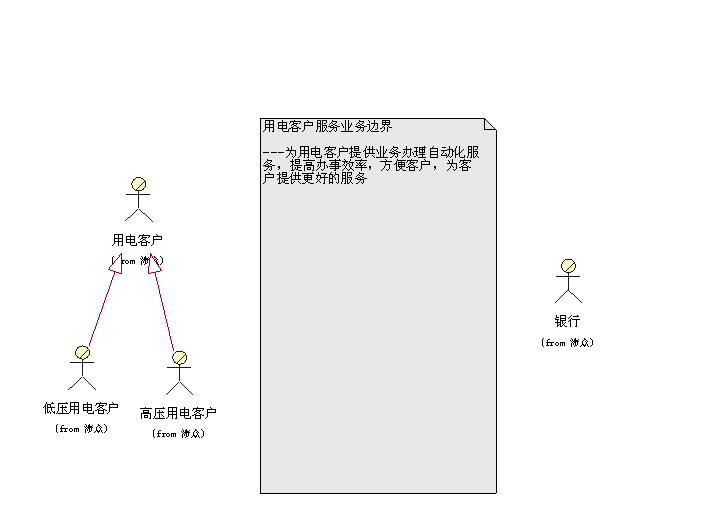 用电客户服务业务边界
---为用电客户提供业务办理自动化服
务，提高办事效率，方便客户，为客
户提供更好的服务
用电客户
(from 涉众)
银行
(from 涉众)
低压用电客户
(from 涉众)
高压用电客户
(from 涉众)